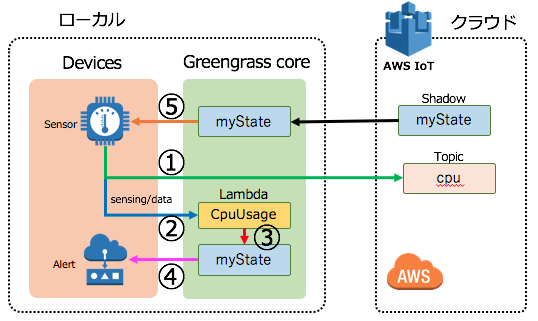 ローカル
クラウド
AWS IoT
Devices
Greengrass core
Shadow
myState
⑤
myState
Sensor
①
Topic
cpu
sensing/data
Lambda
CpuUsage
②
③
myState
④
Alert
AWS